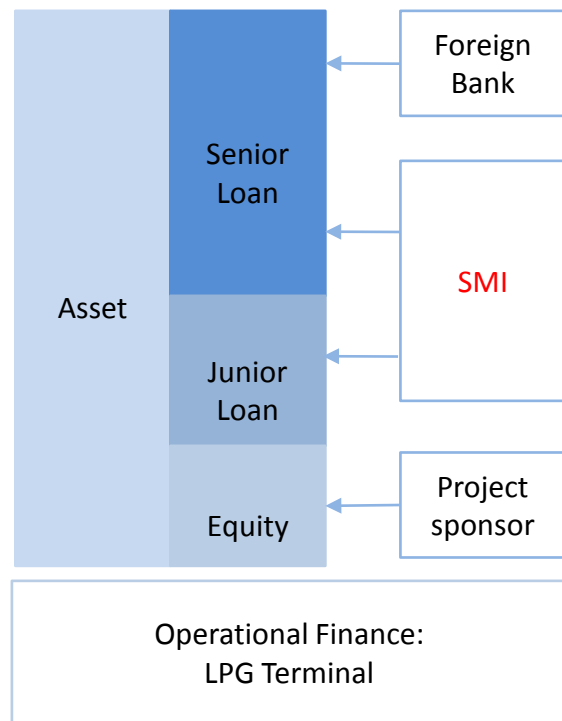 Asset
Senior
Loan
Junior
Loan
Equity
Foreign
Bank
SMI
Project
sponsor
Operational Finance:
LPG Terminal